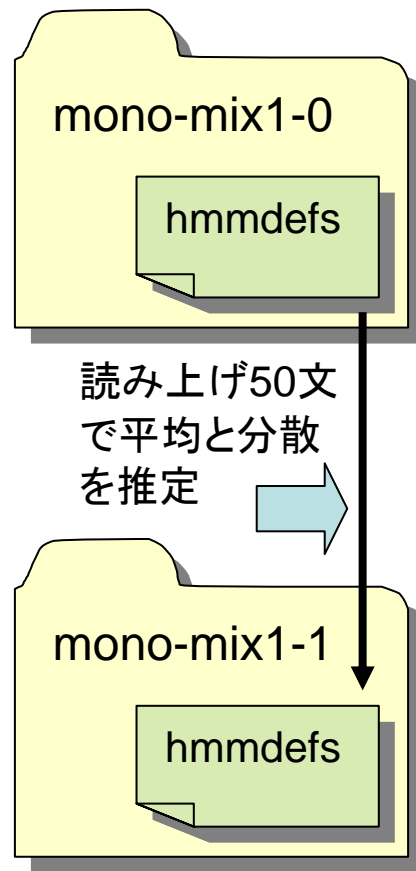 mono-mix1-0
hmmdefs
読み上げ50文
で平均と分散
を推定
mono-mix1-1
hmmdefs